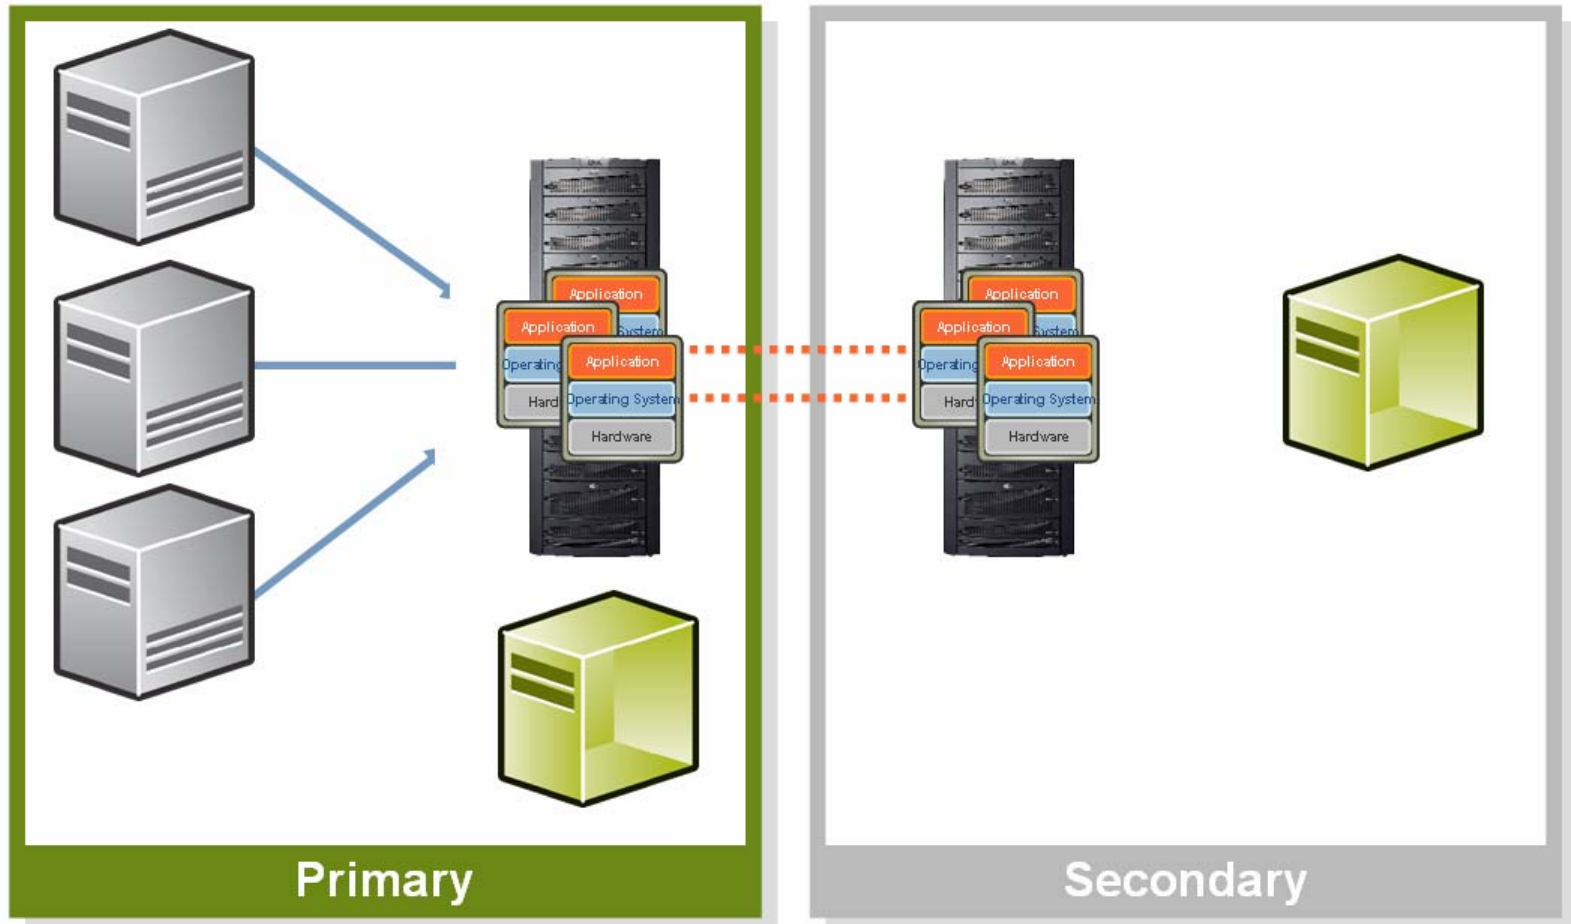 Application
Application
System
Application
Operating
Operating System
Hard
Hardware
Application
Application
System
Application
Operating
Operating System
Hard
Hardware
Primary
Secondary